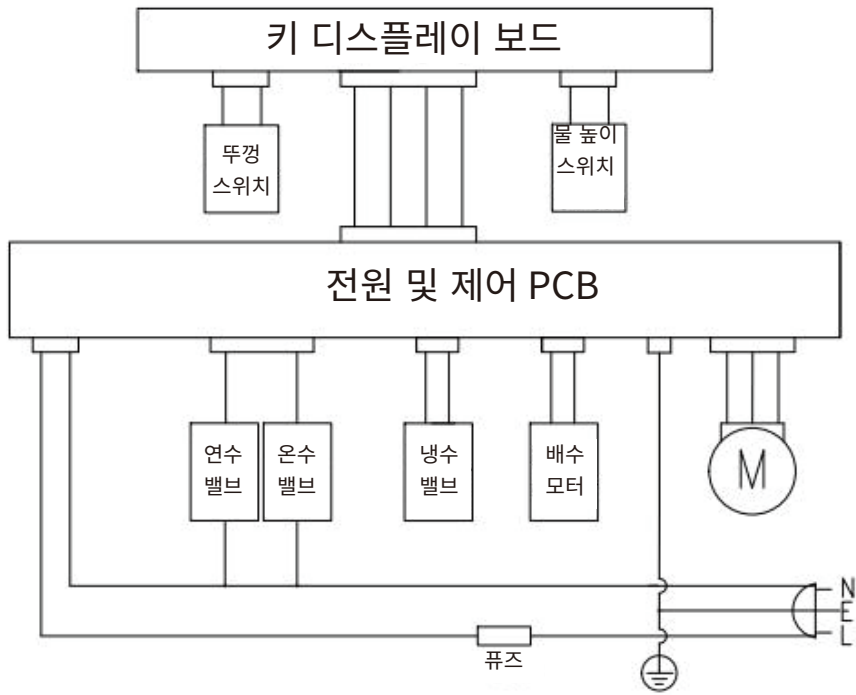 키 디스플레이 보드
뚜껑
스위치
물 높이
스위치
전원 및 제어 PCB
연수
밸브
온수
밸브
냉수
밸브
배수
모터
M
N
E
L
퓨즈